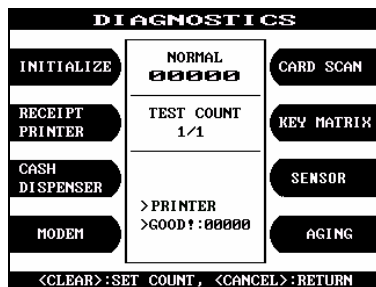 DIAGNOSTICS
INITIALIZE
RECEIPT
PRINTER
CASH
DISPENSER
MODEM
NORMAL
00000
TEST COUNT
1/1
>PRINTER
>GOOD!:00000
CARD SCAN
KEY MATRIX
SENSOR
AGING
<CLEAR>:SET COUNT, <CANCEL>:RETURN